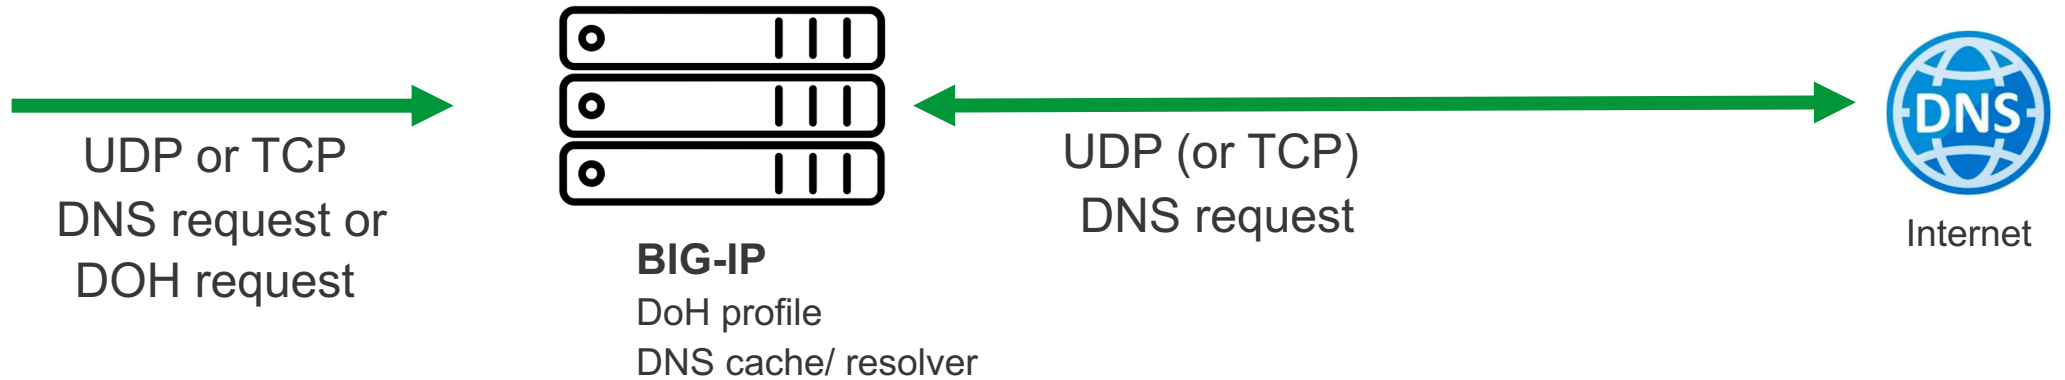 UDP or TCP
DNS request or
DOH request
BIG-IP
DoH profile
DNS cache/ resolver
UDP (or TCP)
DNS request
DNS
Internet